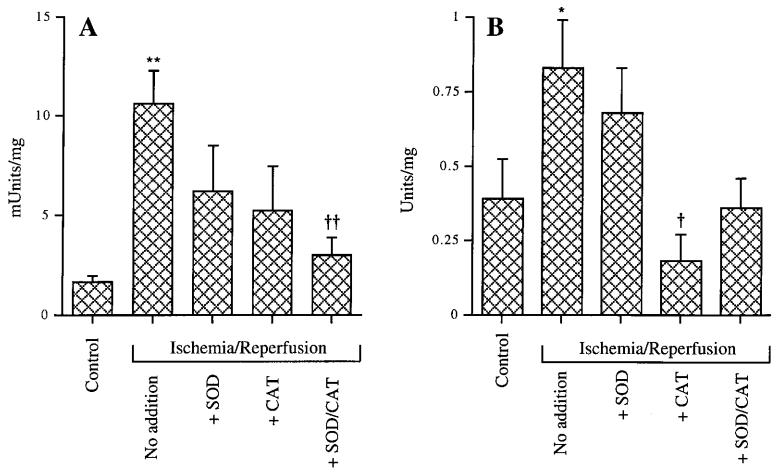 A
15
10
5
0
mUnits/mg
**
††
Control
Ischemia/Reperfusion
No addition
+ SOD
+ CAT
+ SOD/CAT
B
1
0.75
0.5
0.25
0
Units/mg
*
†
Control
Ischemia/Reperfusion
No addition
+ SOD
+ CAT
+ SOD/CAT